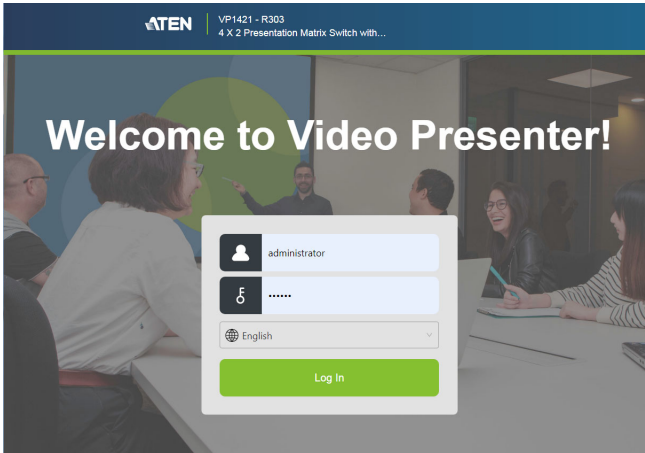 ATEN
VP1421 - R303
4 X 2 Presentation Matrix Switch with...
Welcome to Video Presenter!
administrator
••••••
English
Log In